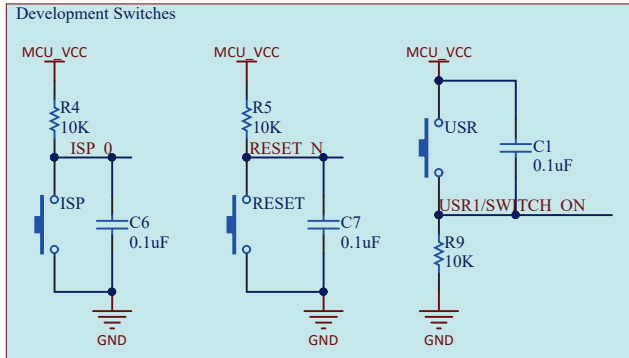 Development Switches
MCU_VCC
R4
10K
ISP_0
ISP
C6
0.1uF
GND
MCU_VCC
R5
10K
RESET_N
RESET
C7
0.1uF
GND
MCU_VCC
USR
C1
0.1uF
USR1/SWITCH_ON
R9
10K
GND